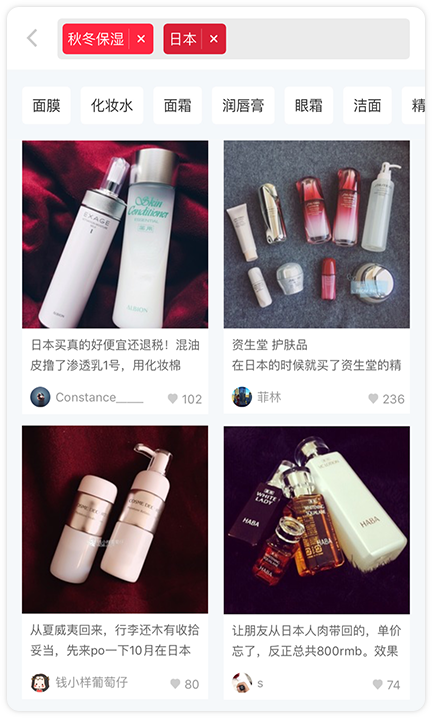 秋冬保湿 × 日本 ×
面膜 化妆水 面霜 润唇膏 眼霜 洁面 精
EXAGE
Skin
Conditioner
ESSENTIAL
ALBION
日本买真的好便宜还退税！混油
皮撸了渗透乳1号，用化妆棉
Constance_____ 102
资生堂 护肤品
在日本的时候就买了资生堂的精
菲林 236
从夏威夷回来，行李还木有收拾
妥当，先来po一下10月在日本
钱小样葡萄仔 80
WHITE
LADY
HABA
HABA
HABA
让朋友从日本人肉带回的，单价
忘了，反正总共800rmb。效果
s 74